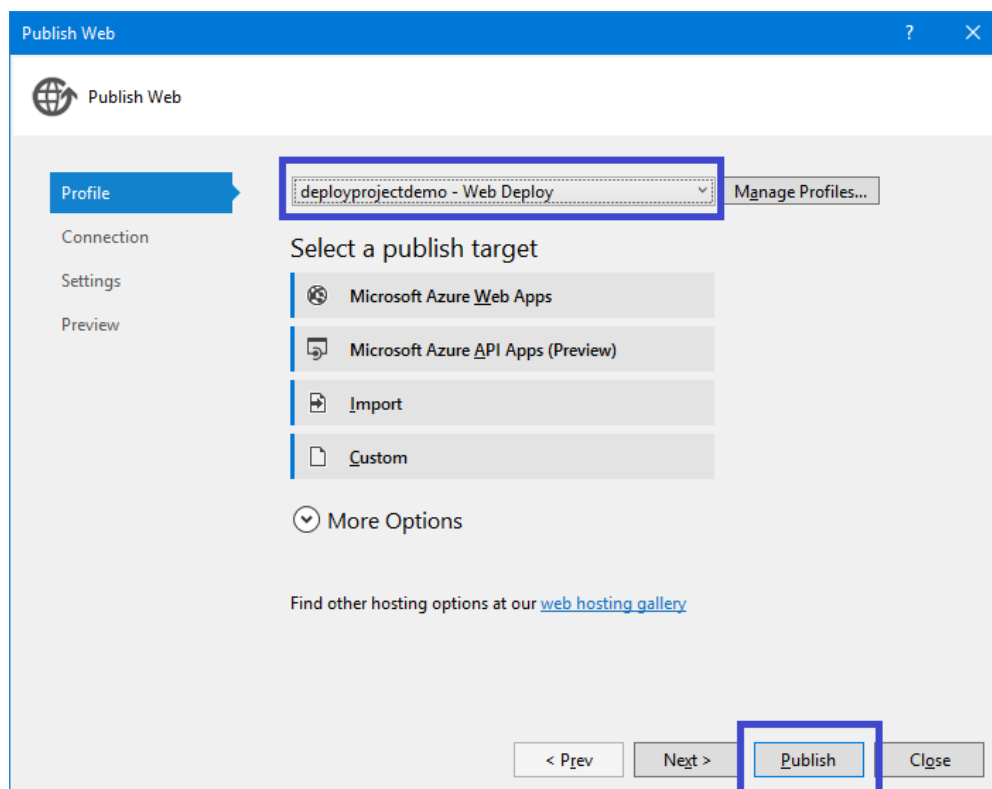 Publish Web
?
Publish Web
Profile
Connection
Settings
Preview
deployprojectdemo - Web Deploy
Manage Profiles...
Select a publish target
Microsoft Azure Web Apps
Microsoft Azure API Apps (Preview)
Import
Custom
More Options
Find other hosting options at our web hosting gallery
< Prev
Next >
Publish
Close